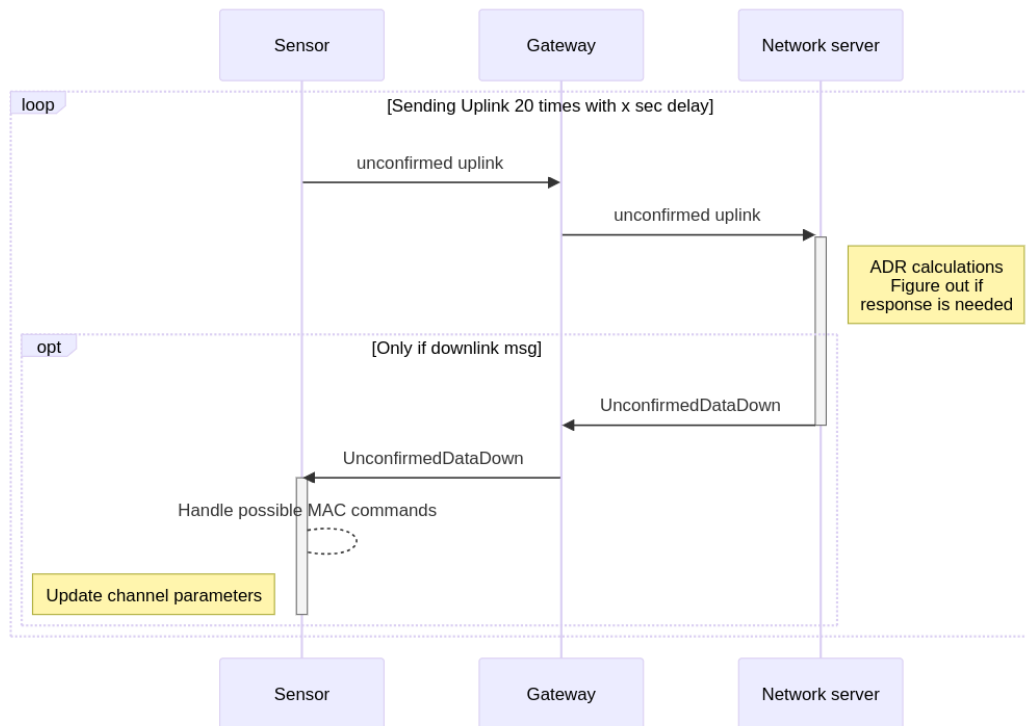 Sensor
Gateway
Network server
loop
[Sending Uplink 20 times with x sec delay]
unconfirmed uplink
unconfirmed uplink
ADR calculations
Figure out if
response is needed
opt
[Only if downlink msg]
UnconfirmedDataDown
UnconfirmedDataDown
Handle possible MAC commands
Update channel parameters
Sensor
Gateway
Network server